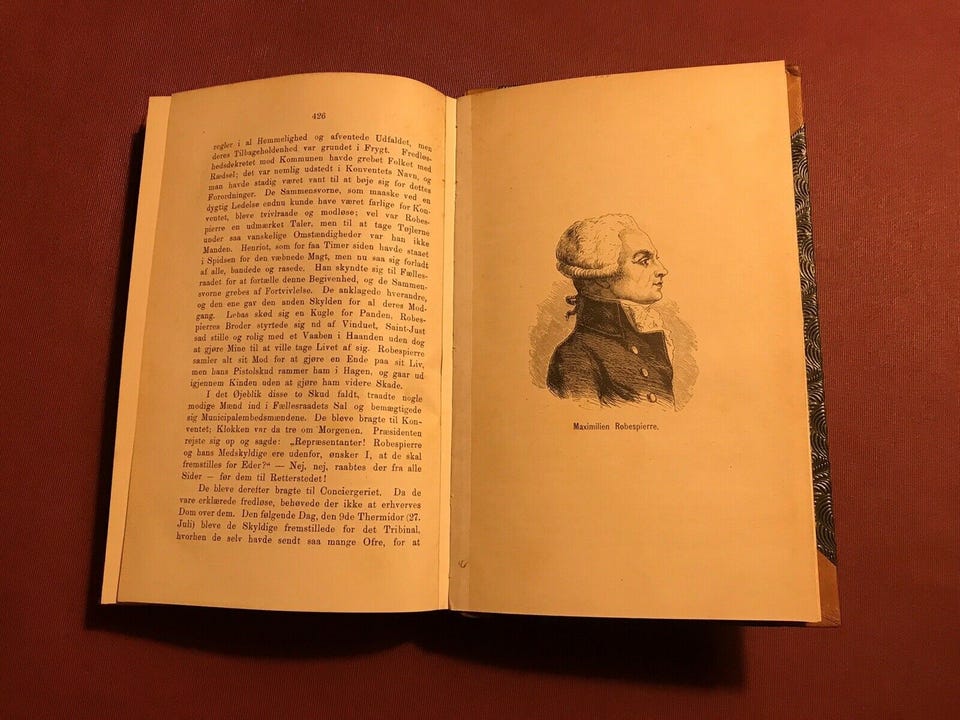 426
regler i al Hemmelighed og afventede Udfaldet, men
deres Tilbageholdenhed var grundet i Frygt. Fredløs-
hedsdekretet mod Kommunen havde grebet Folket med
Rædsel; det var nemlig udstedt i Konventets Navn, og
man havde stadig været vant til at bøje sig for dettes
Forordninger. De Sammensvorne, som maaske ved en
dygtig Ledelse endnu kunde have været farlige for Kon-
ventet, bleve tvivlraade og modløse; vel var Robes-
pierre en udmærket Taler, men til at tage Tøjlerne
under saa vanskelige Omstændigheder var han ikke
Manden. Henriot, som for faa Timer siden havde staaet
i Spidsen for den væbnede Magt, men nu saa sig forladt
af alle, bandede og rasede. Han skyndte sig til Fælles-
raadet for at fortælle denne Begivenhed, og de Sammen-
svorne grebes af Fortvivlelse. De anklagede hverandre,
og den ene gav den anden Skylden for al deres Mod-
gang. Lebas skød sig en Kugle for Panden, Robes-
pierres Broder styrtede sig nd af Vinduet, Saint-Just
sad stille og rolig med et Vaaben i Haanden uden dog
at gjøre Mine til at ville tage Livet af sig. Robespierre
samler alt sit Mod for at gjøre en Ende paa sit Liv,
men hans Pistolskud rammer ham i Hagen, og gaar ud
igjennem Kinden uden at gjøre ham videre Skade.
I det Øjeblik disse to Skud faldt, traadte nogle
modige Mænd ind i Fællesraadets Sal og bemægtigede
sig Municipalembedsmændene. De bleve bragte til Kon-
ventet; Klokken var da tre om Morgenen. Præsidenten
rejste sig op og sagde: „Repræsentanter! Robespierre
og hans Medskyldige ere udenfor, ønsker I, at de skal
fremstilles for Eder?“ — Nej, nej, raabtes der fra alle
Sider — før dem til Retterstedet!
De bleve derefter bragte til Conciergeriet. Da de
vare erklærede fredløse, behøvede der ikke at erhverves
Dom over dem. Den følgende Dag, den 9de Thermidor (27.
Juli) bleve de Skyldige fremstillede for det Tribinal,
hvorhen de selv havde sendt saa mange Ofre, for at
Maximilien Robespierre.